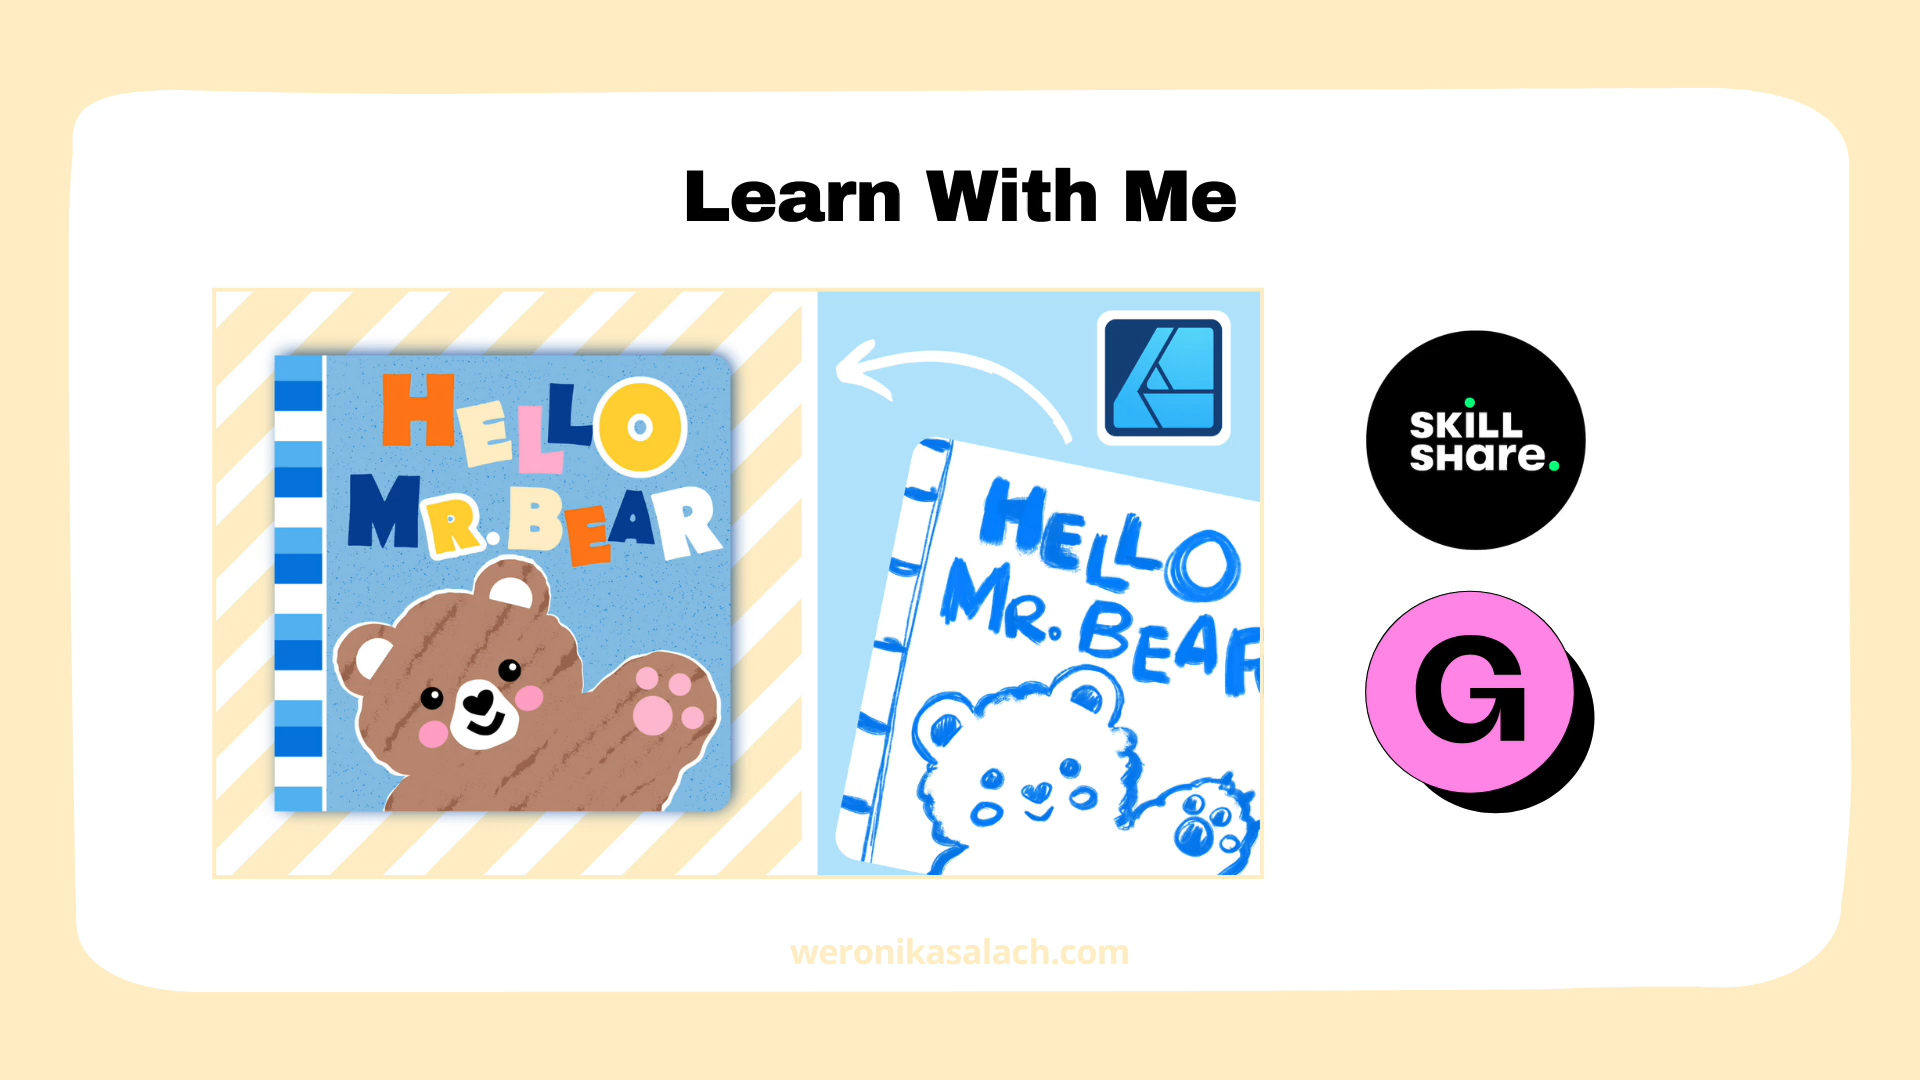 Learn With Me
HELLO
MR. BEAR
HELLO
MR. BEAR
SKiLL
SHare.
G
weronikasalach.com